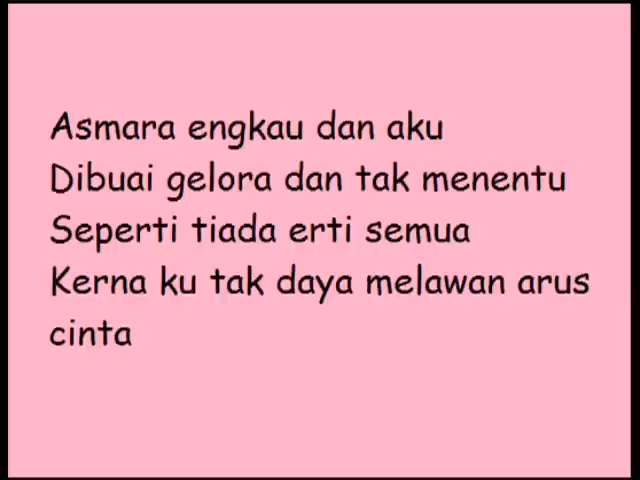 Asmara engkau dan aku
Dibuai gelora dan tak menentu
Seperti tiada erti semua
Kerna ku tak daya melawan arus
cinta